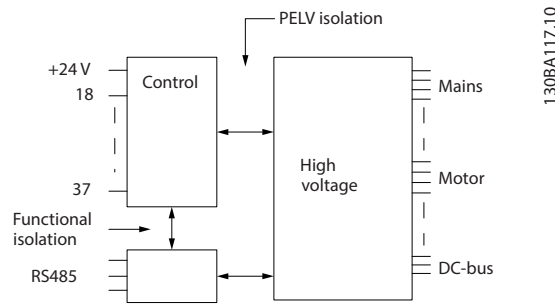 PELV isolation
+24 V
18
37
Control
High
voltage
Mains
Motor
DC-bus
Functional
isolation
RS485
130BA117.10